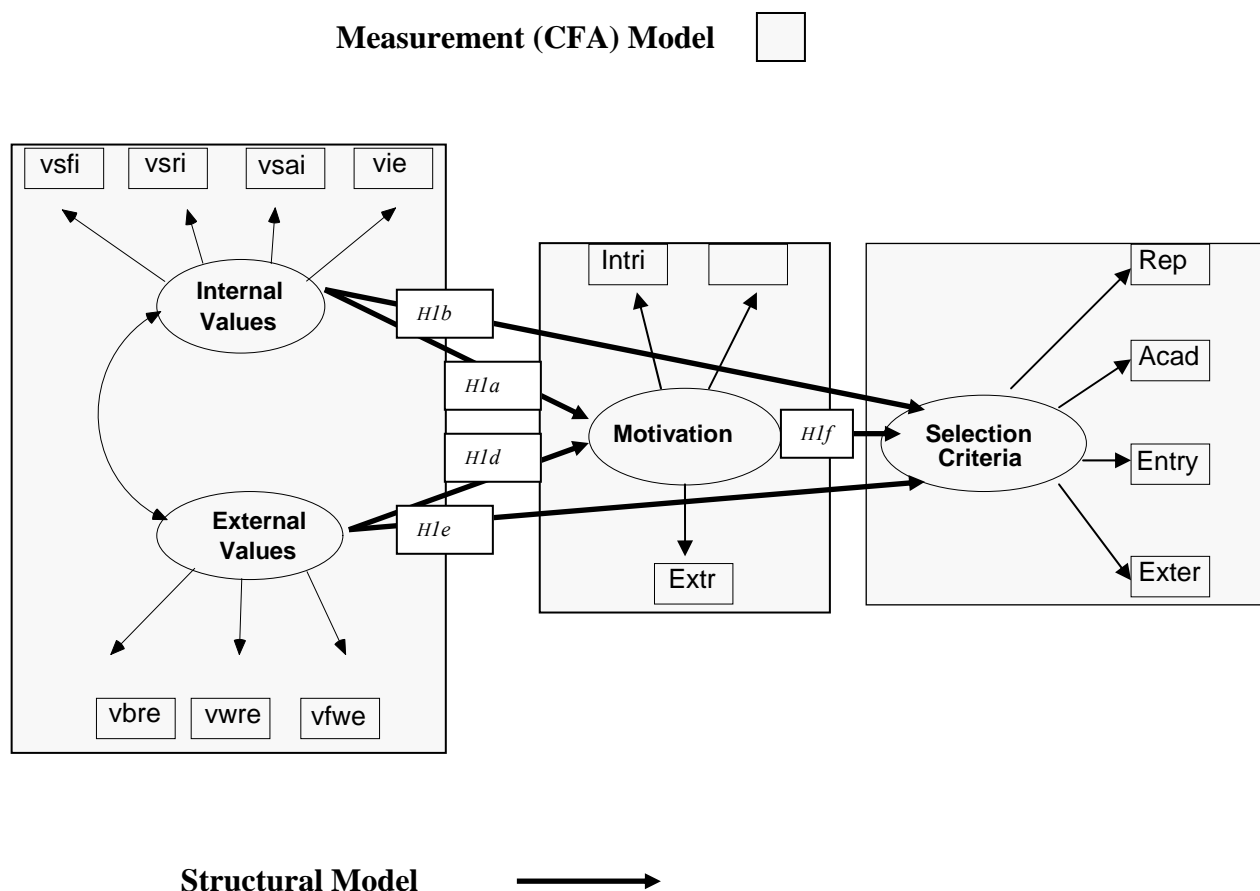 Measurement (CFA) Model
vsfi
vsri
vsai
vie
Internal
Values
External
Values
vbre
vwre
vfwe
H1b
H1a
H1d
H1e
Intri
Motivation
Extr
H1f
Selection
Criteria
Rep
Acad
Entry
Exter
Structural Model